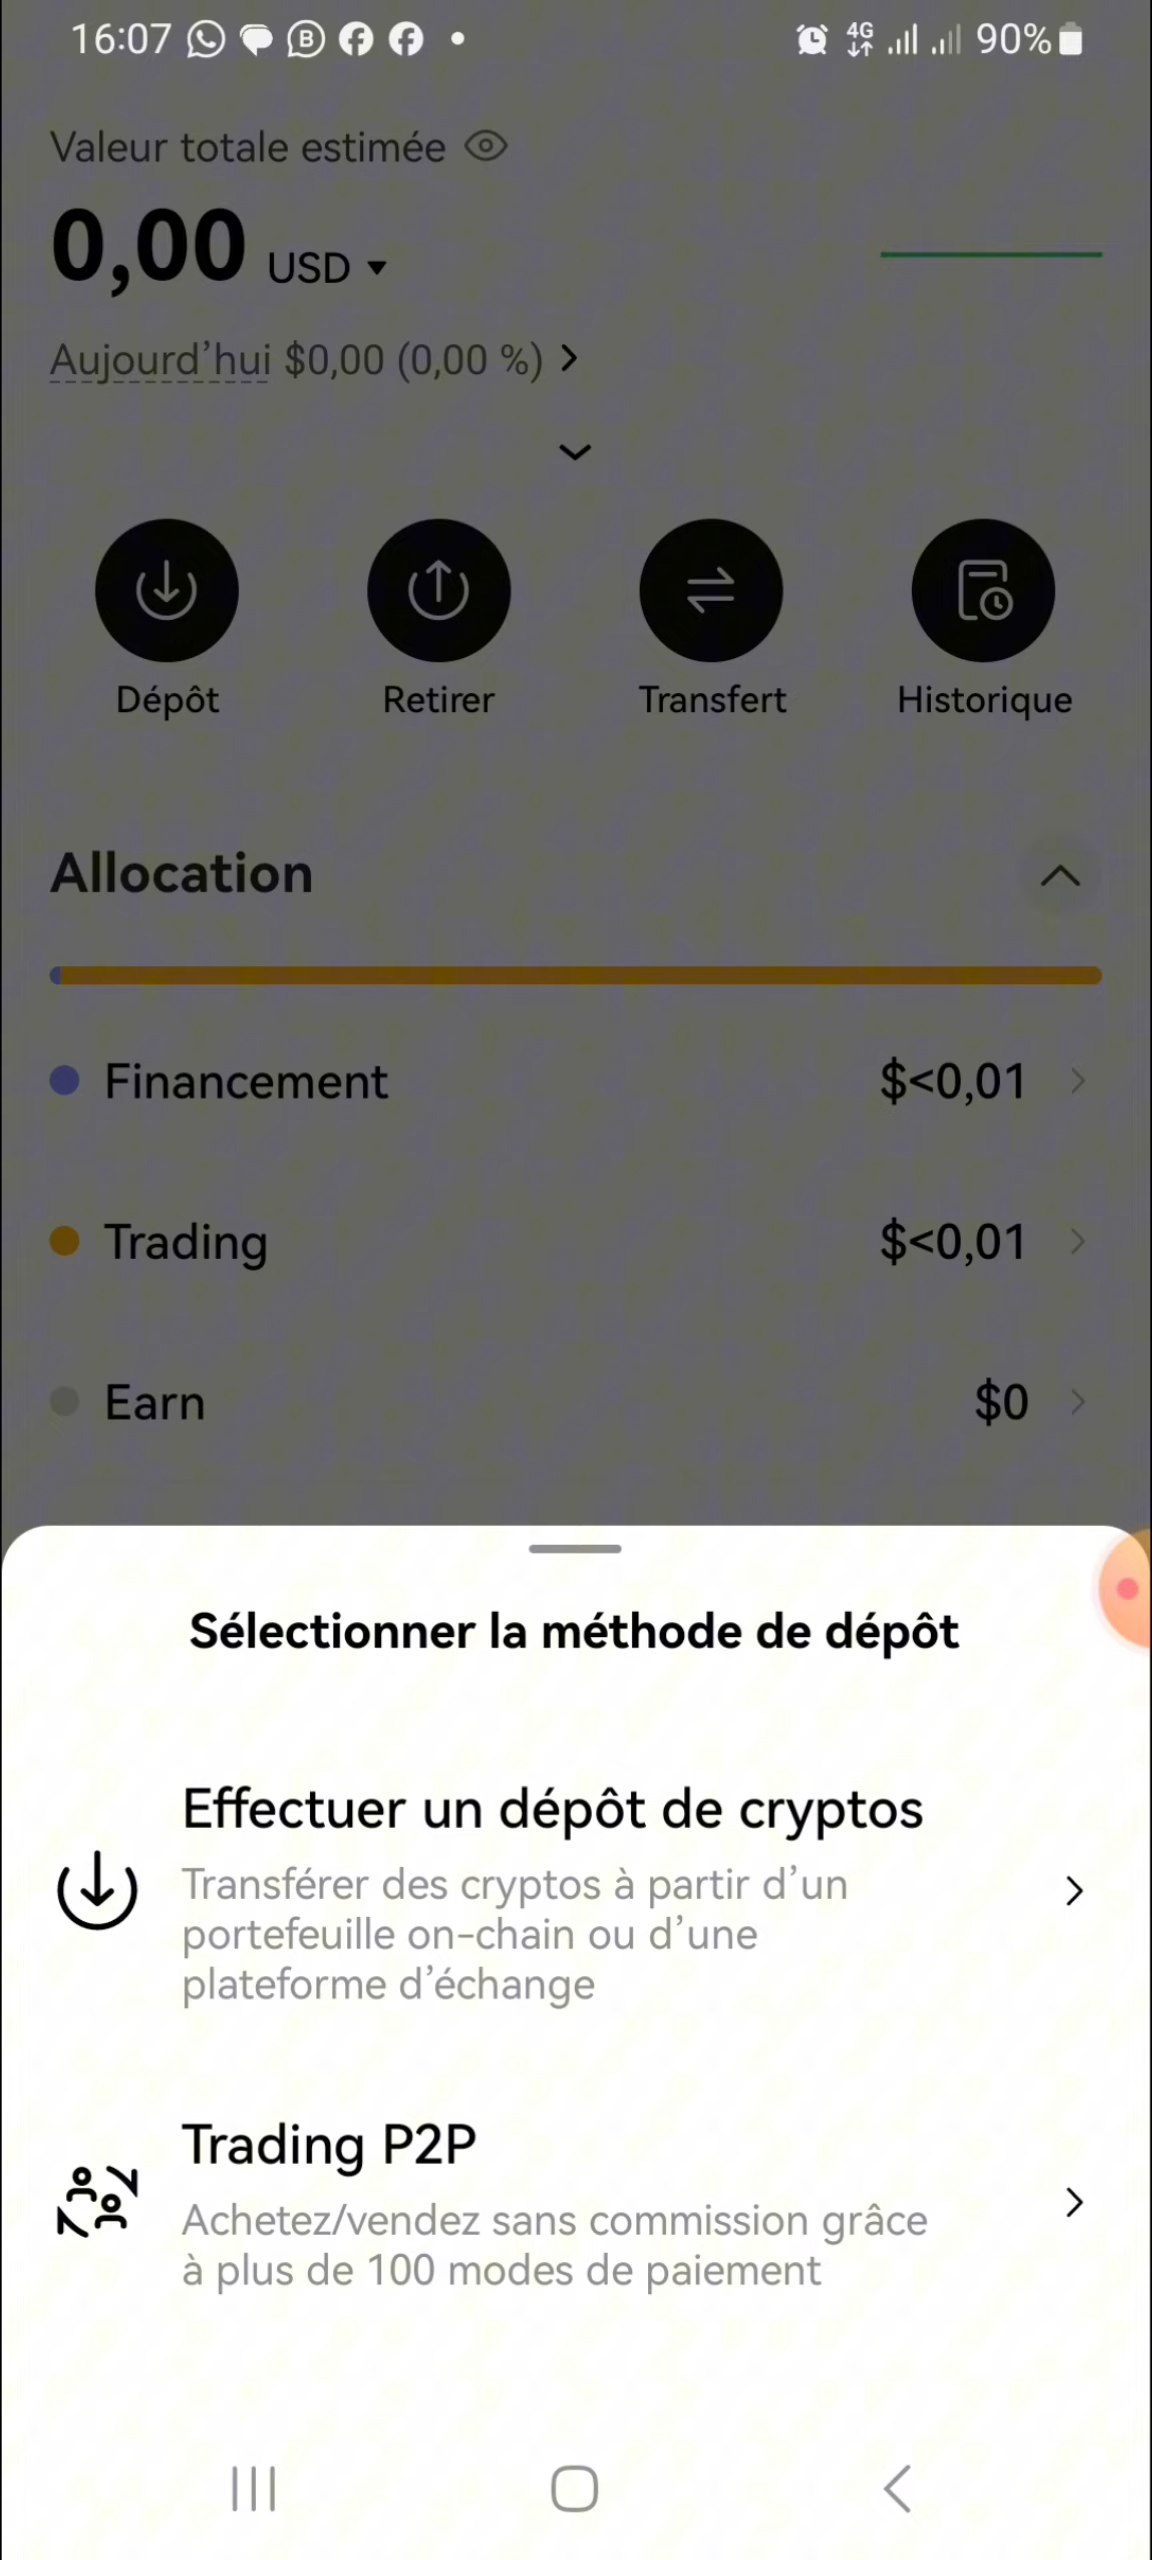 16:07
4G
90%
Valeur totale estimée
0,00 USD
Aujourd’hui $0,00 (0,00 %)
Dépôt
Retirer
Transfert
Historique
Allocation
Financement
$<0,01
Trading
$<0,01
Earn
$0
Sélectionner la méthode de dépôt
Effectuer un dépôt de cryptos
Transférer des cryptos à partir d’un
portefeuille on-chain ou d’une
plateforme d’échange
Trading P2P
Achetez/vendez sans commission grâce
à plus de 100 modes de paiement